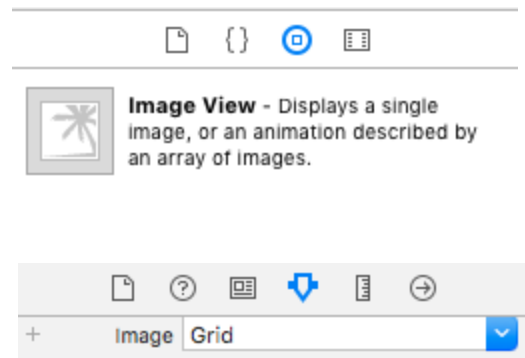 Image View - Displays a single
image, or an animation described by
an array of images.
Image Grid